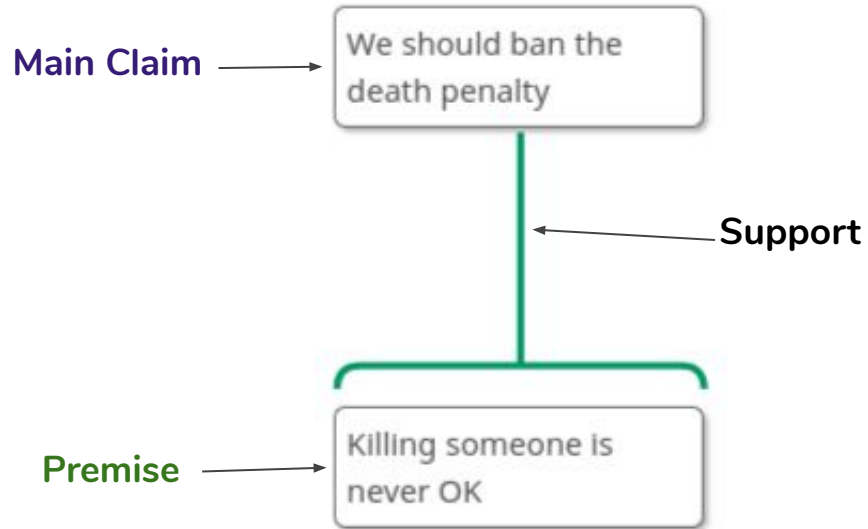 We should ban the
Main Claim
death penalty
Support
Killing someone is
Premise
never OK